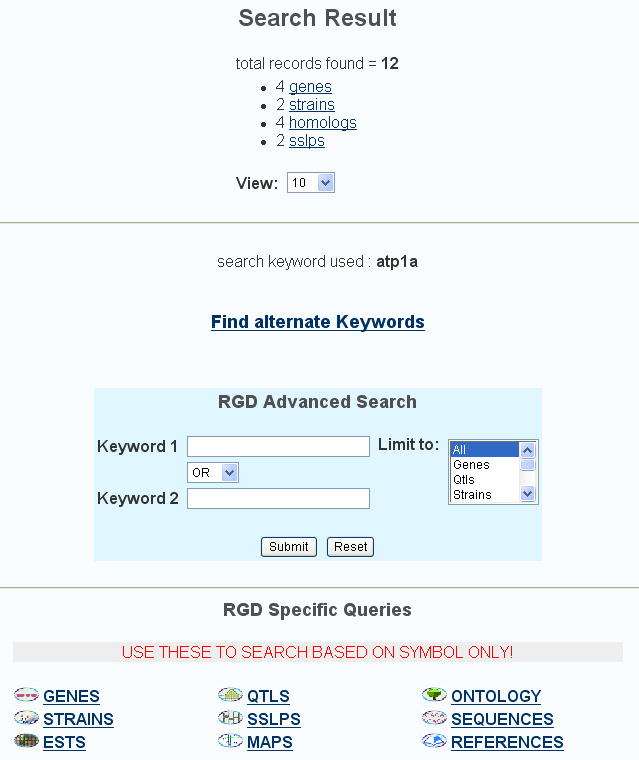 Search Result
total records found = 12
4 genes
2 strains
4 homologs
2 sslps
View: 10
search keyword used : atp1a
Find alternate Keywords
RGD Advanced Search
Keyword 1
Limit to:
All
Genes
Qtls
Strains
OR
Keyword 2
Submit Reset
RGD Specific Queries
USE THESE TO SEARCH BASED ON SYMBOL ONLY!
GENES QTLS ONTOLOGY
STRAINS SSLPS SEQUENCES
ESTS MAPS REFERENCES